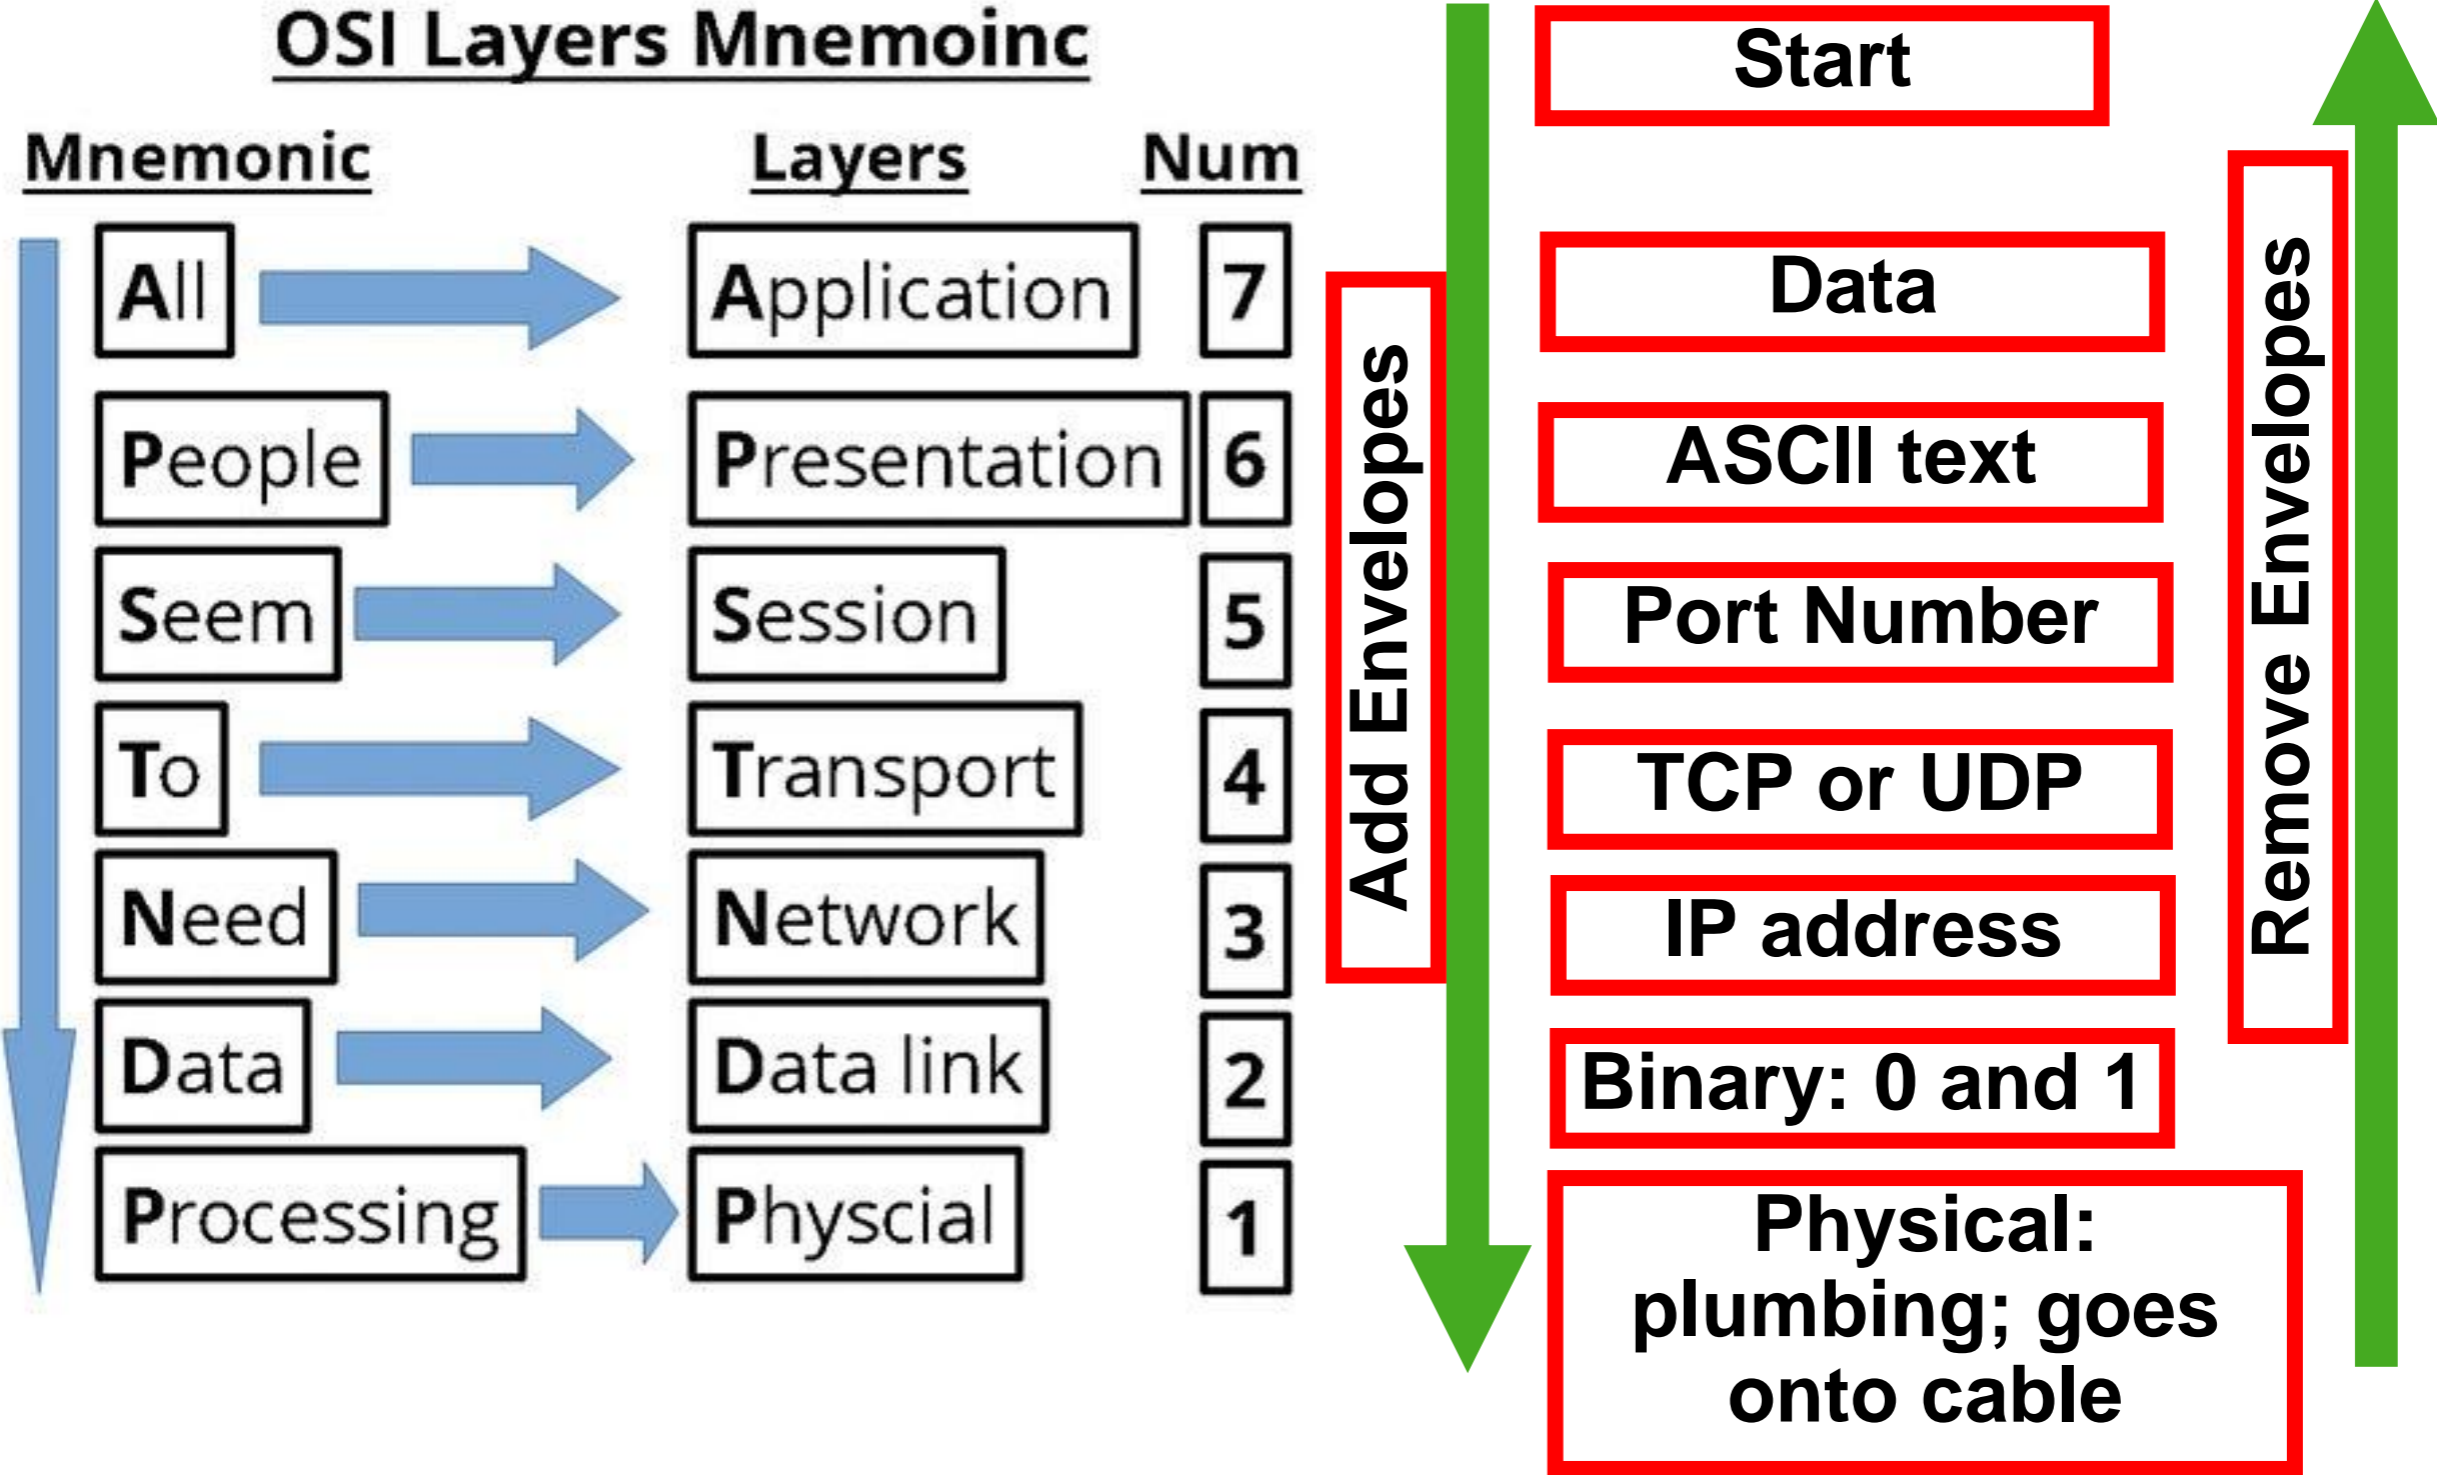 OSI Layers Mnemoinc
Mnemonic
Layers
Num
All
Application
7
People
Presentation
6
Seem
Session
5
To
Transport
4
Need
Network
3
Data
Data link
2
Processing
Physcial
1
Add Envelopes
Start
Data
ASCII text
Port Number
TCP or UDP
IP address
Binary: 0 and 1
Physical:
plumbing; goes
onto cable
Remove Envelopes